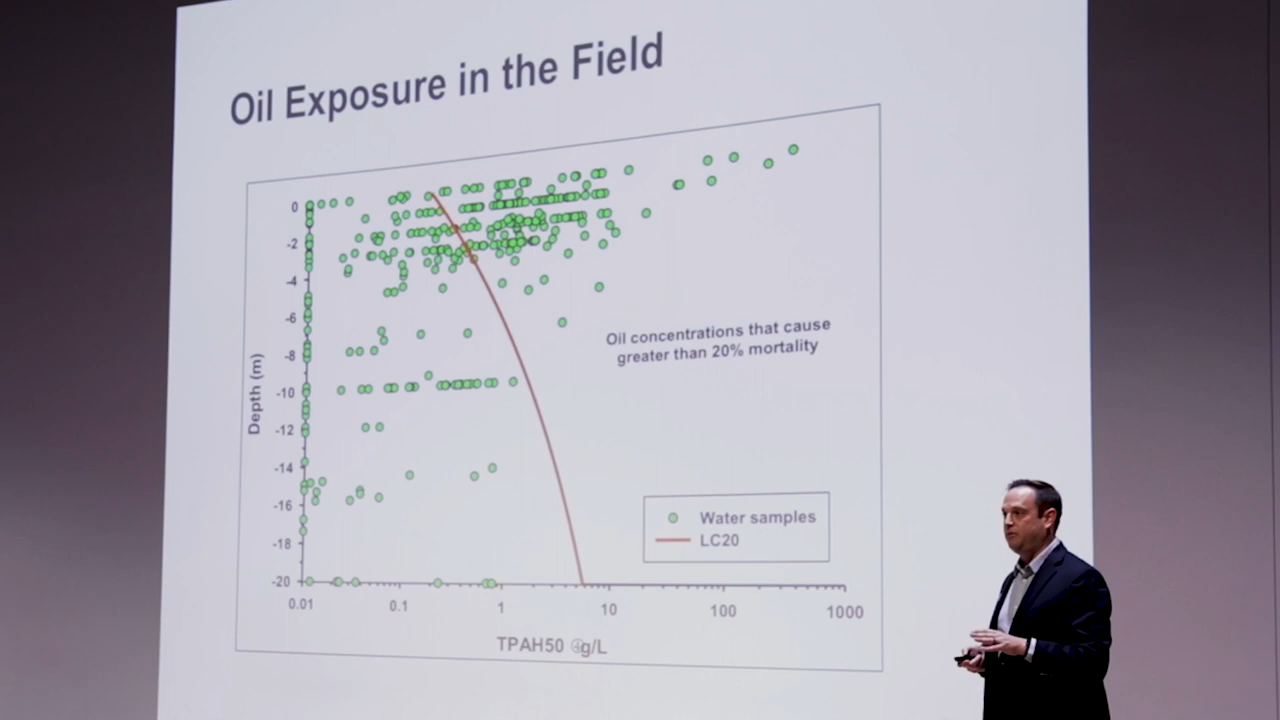 Oil Exposure in the Field
0
-2
-4
-6
-8
-10
-12
-14
-16
-18
-20
Depth (m)
Oil concentrations that cause
greater than 20% mortality
Water samples
LC20
0.01 0.1 1 10 100 1000
TPAH50 g/L